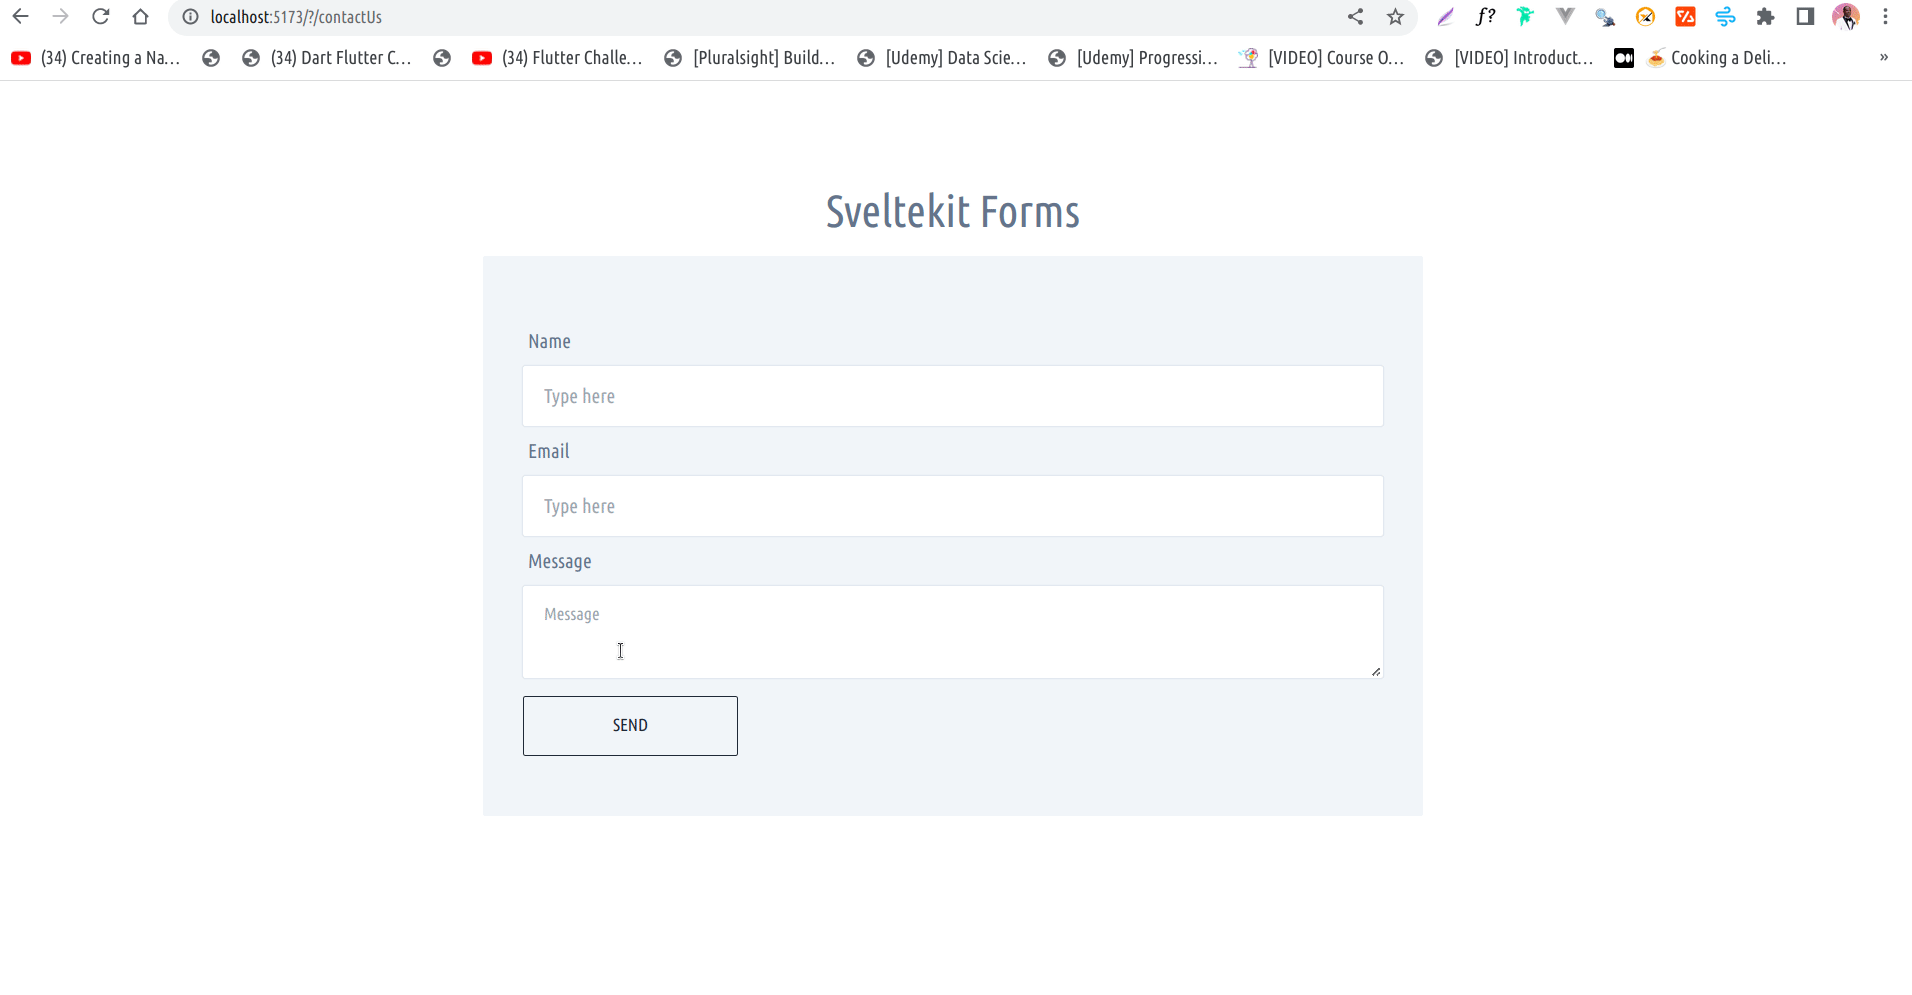 localhost:5173/?/contactUs
f?
(34) Creating a Na... (34) Dart Flutter C... (34) Flutter Challe... [Pluralsight] Build... [Udemy] Data Scie... [Udemy] Progressi... [VIDEO] Course O... [VIDEO] Introduct... Cooking a Deli... »
Sveltekit Forms
Name
Type here
Email
Type here
Message
Message
SEND